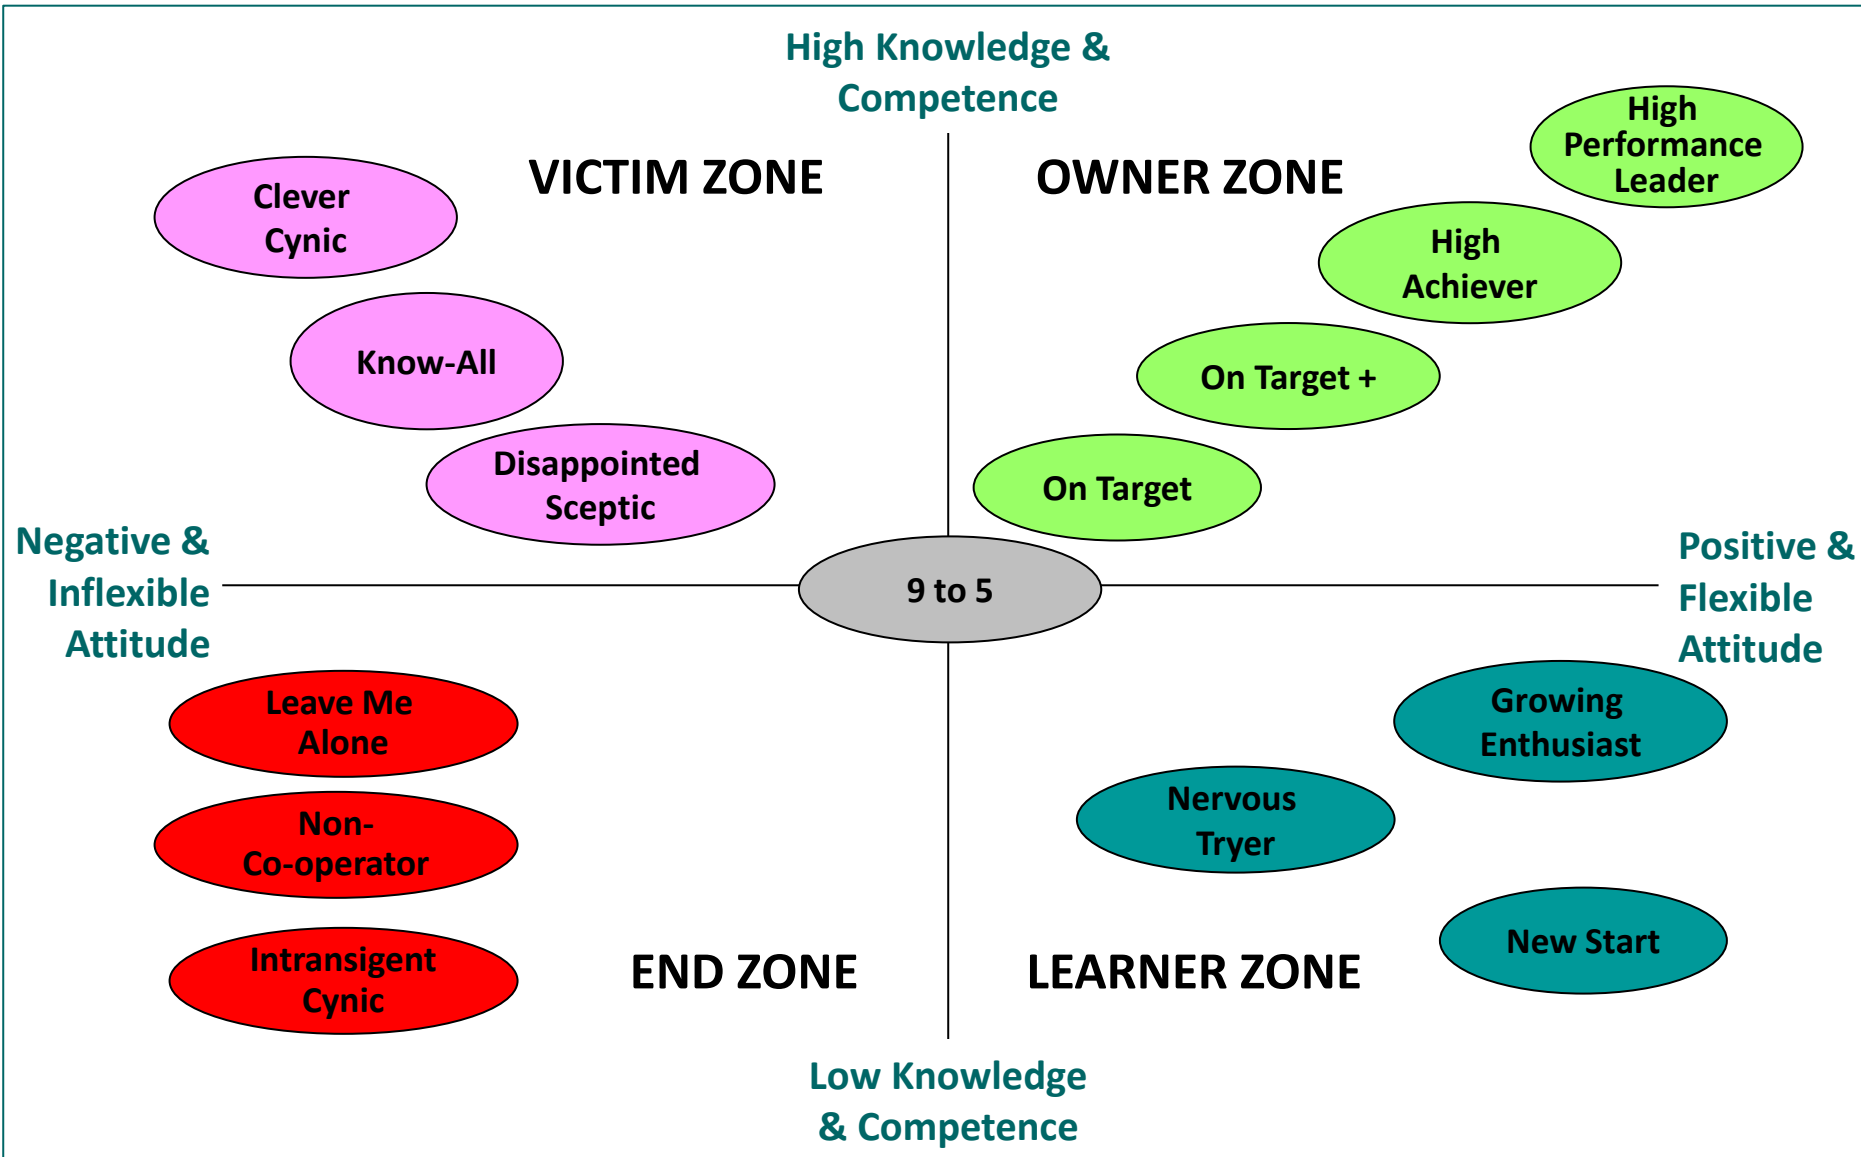 High Knowledge &
Competence
VICTIM ZONE
OWNER ZONE
High
Performance
Leader
Clever
Cynic
High
Achiever
Know-All
On Target +
Disappointed
Sceptic
On Target
Negative &
Inflexible
Attitude
9 to 5
Positive &
Flexible
Attitude
Leave Me
Alone
Growing
Enthusiast
Non-
Co-operator
Nervous
Tryer
Intransigent
Cynic
END ZONE
LEARNER ZONE
New Start
Low Knowledge
& Competence